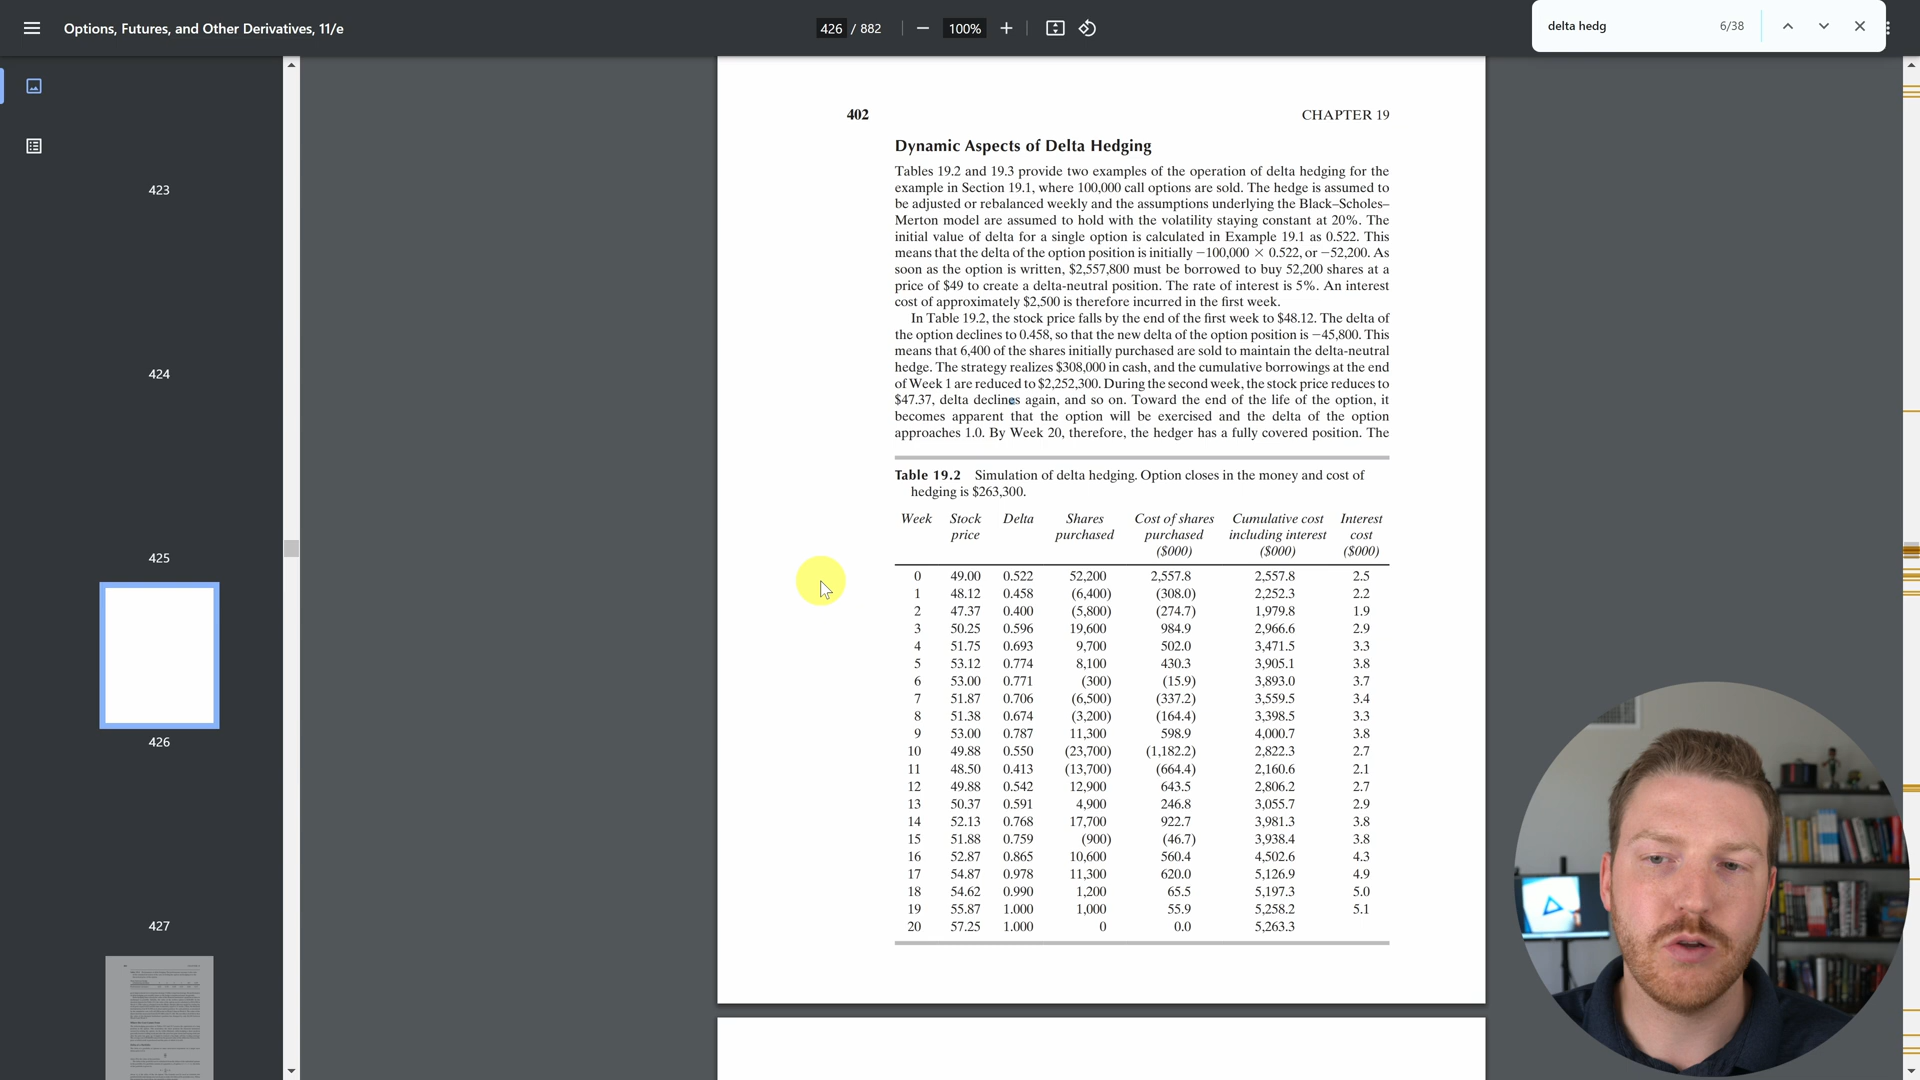 Options, Futures, and Other Derivatives, 11/e
426 / 882
100%
delta hedg
6/38
423
424
425
426
427
402
CHAPTER 19
Dynamic Aspects of Delta Hedging
Tables 19.2 and 19.3 provide two examples of the operation of delta hedging for the
example in Section 19.1, where 100,000 call options are sold. The hedge is assumed to
be adjusted or rebalanced weekly and the assumptions underlying the Black–Scholes–
Merton model are assumed to hold with the volatility staying constant at 20%. The
initial value of delta for a single option is calculated in Example 19.1 as 0.522. This
means that the delta of the option position is initially −100,000 × 0.522, or −52,200. As
soon as the option is written, $2,557,800 must be borrowed to buy 52,200 shares at a
price of $49 to create a delta-neutral position. The rate of interest is 5%. An interest
cost of approximately $2,500 is therefore incurred in the first week.
In Table 19.2, the stock price falls by the end of the first week to $48.12. The delta of
the option declines to 0.458, so that the new delta of the option position is −45,800. This
means that 6,400 of the shares initially purchased are sold to maintain the delta-neutral
hedge. The strategy realizes $308,000 in cash, and the cumulative borrowings at the end
of Week 1 are reduced to $2,252,300. During the second week, the stock price reduces to
$47.37, delta declines again, and so on. Toward the end of the life of the option, it
becomes apparent that the option will be exercised and the delta of the option
approaches 1.0. By Week 20, therefore, the hedger has a fully covered position. The
Table 19.2 Simulation of delta hedging. Option closes in the money and cost of
hedging is $263,300.
Week Stock Delta Shares Cost of shares Cumulative cost Interest
price purchased purchased including interest cost
($000) ($000) ($000)
0 49.00 0.522 52,200 2,557.8 2,557.8 2.5
1 48.12 0.458 (6,400) (308.0) 2,252.3 2.2
2 47.37 0.400 (5,800) (274.7) 1,979.8 1.9
3 50.25 0.596 19,600 984.9 2,966.6 2.9
4 51.75 0.693 9,700 502.0 3,471.5 3.3
5 53.12 0.774 8,100 430.3 3,905.1 3.8
6 53.00 0.771 (300) (15.9) 3,893.0 3.7
7 51.87 0.706 (6,500) (337.2) 3,559.5 3.4
8 51.38 0.674 (3,200) (164.4) 3,398.5 3.3
9 53.00 0.787 11,300 598.9 4,000.7 3.8
10 49.88 0.550 (23,700) (1,182.2) 2,822.3 2.7
11 48.50 0.413 (13,700) (664.4) 2,160.6 2.1
12 49.88 0.542 12,900 643.5 2,806.2 2.7
13 50.37 0.591 4,900 246.8 3,055.7 2.9
14 52.13 0.768 17,700 922.7 3,981.3 3.8
15 51.88 0.759 (900) (46.7) 3,938.4 3.8
16 52.87 0.865 10,600 560.4 4,502.6 4.3
17 54.87 0.978 11,300 620.0 5,126.9 4.9
18 54.62 0.990 1,200 65.5 5,197.3 5.0
19 55.87 1.000 1,000 55.9 5,258.2 5.1
20 57.25 1.000 0 0.0 5,263.3